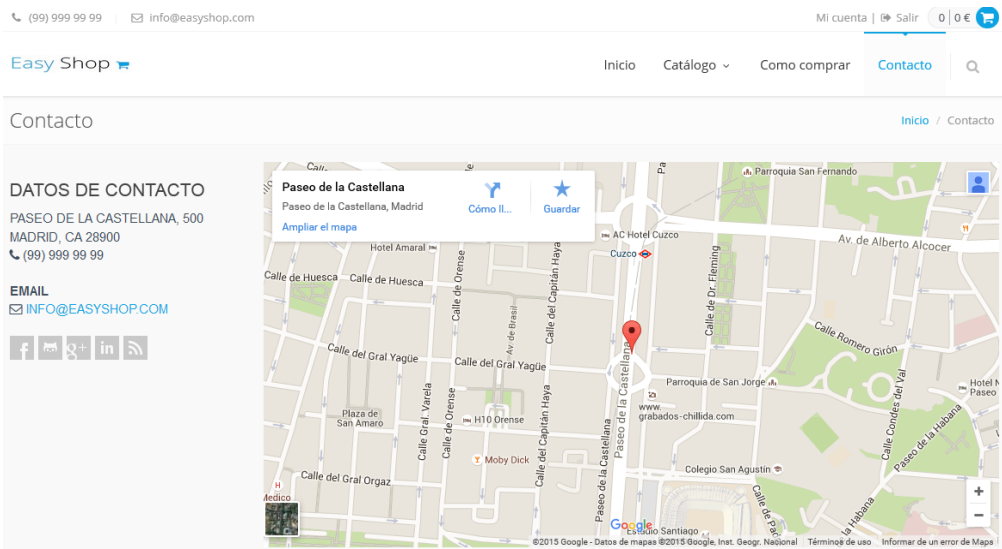 (99) 999 99 99
info@easyshop.com
Mi cuenta | Salir
0 | 0 €
Easy Shop
Inicio
Catálogo
Como comprar
Contacto
Contacto
Inicio / Contacto
DATOS DE CONTACTO
PASEO DE LA CASTELLANA, 500
MADRID, CA 28900
(99) 999 99 99
EMAIL
INFO@EASYSHOP.COM
Paseo de la Castellana
Paseo de la Castellana, Madrid
Ampliar el mapa
Cómo ll...
Guardar
Parroquia San Fernando
AC Hotel Cuzco
Cuzco
Av. de Alberto Alcocer
Hotel Amaral
Calle de Huesca
Calle de Huesca
Calle de Orense
Av. de Brasil
Calle del Capitán Haya
Calle de Dr. Fleming
Calle Romero Girón
Calle del Gral Yagüe
Calle del Gral Yagüe
Paseo de la Castellana
Parroquia de San Jorge
Hotel N
Paseo
Calle Gral. Varela
Calle de Orense
Calle del Capitán Haya
Plaza de
San Amaro
H10 Orense
www.
grabados-chillida.com
Calle Condes del Val
Paseo de la Habana
Moby Dick
Paseo de la Castellana
Colegio San Agustín
Calle del Gral Orgaz
Medico
Calle de Pad
Habana
Google
Estadio Santiago
©2015 Google - Datos de mapas ©2015 Google, Inst. Geogr. Nacional
Términos de uso
Informar de un error de Maps